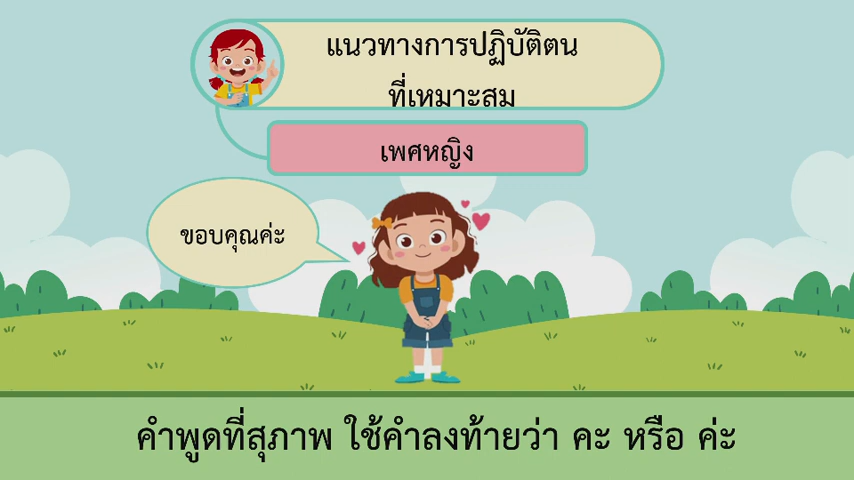 แนวทางการปฏิบัติตน
ที่เหมาะสม
เพศหญิง
ขอบคุณค่ะ
คำพูดที่สุภาพ ใช้คำลงท้ายว่า คะ หรือ ค่ะ